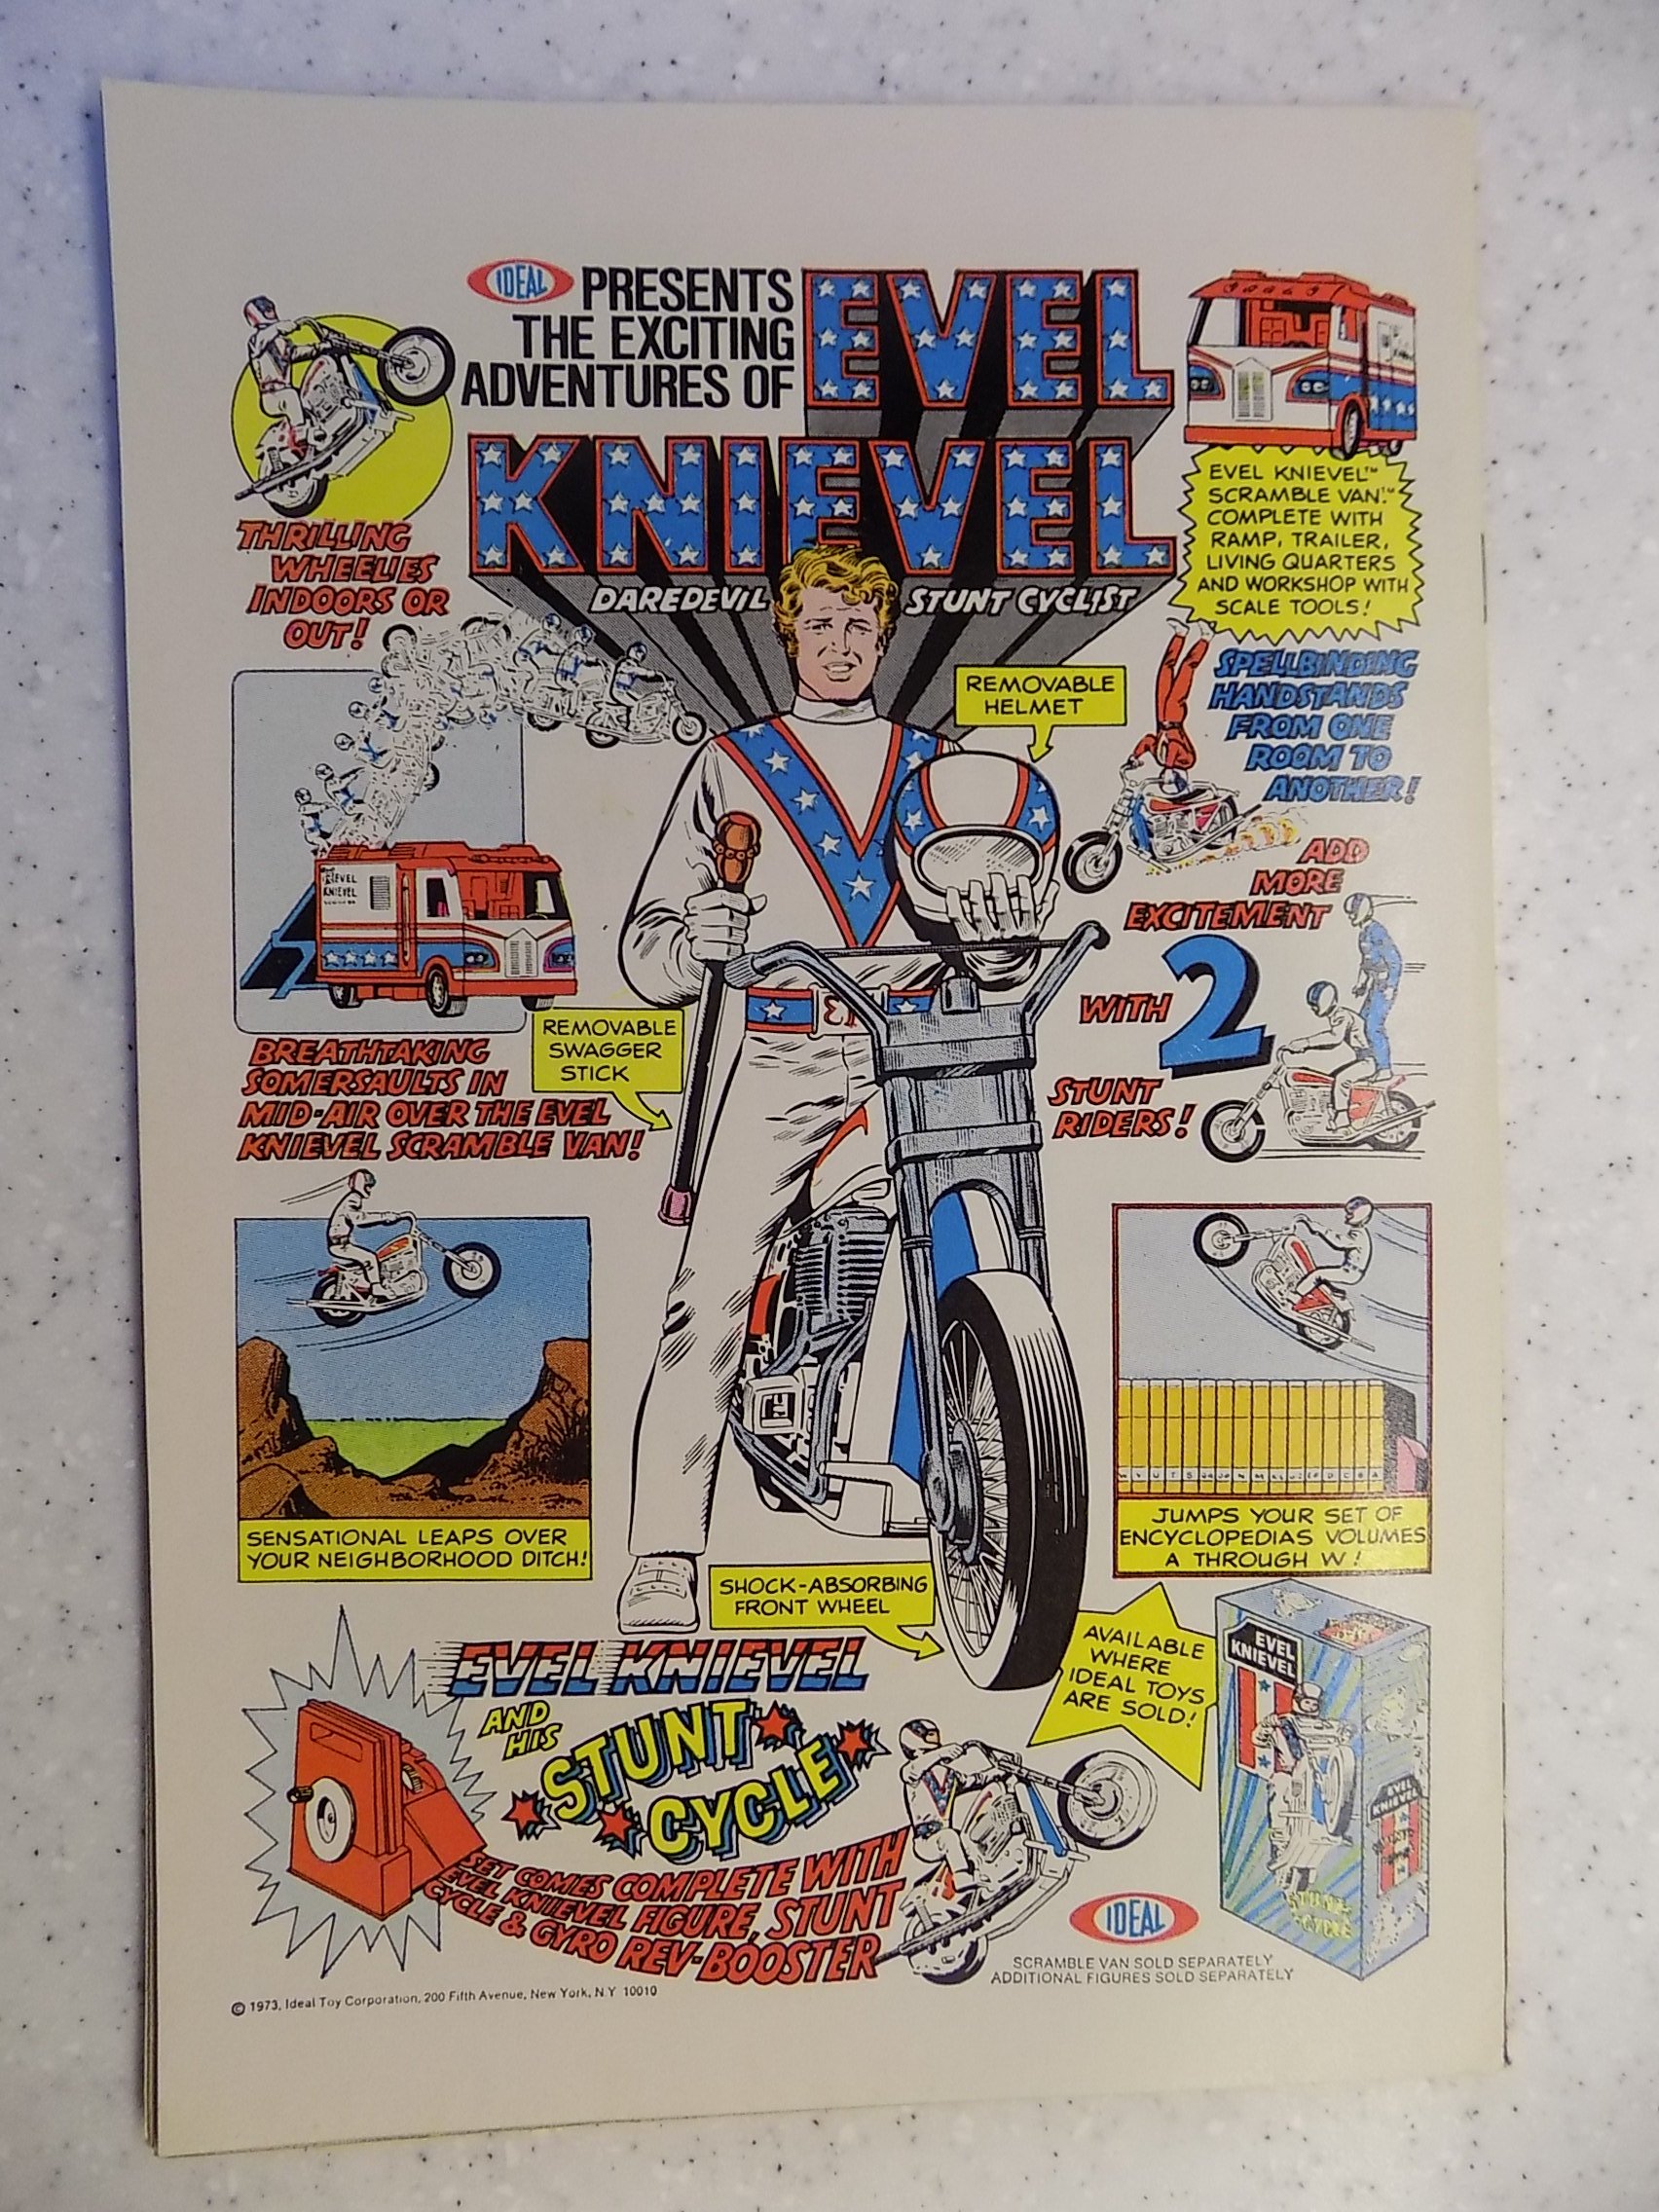 IDEAL PRESENTS
THE EXCITING
ADVENTURES OF
EVEL
KNIEVEL
DAREDEVIL STUNT CYCLIST
THRILLING
WHEELIES
INDOORS OR
OUT!
EVEL KNIEVEL™
SCRAMBLE VAN™
COMPLETE WITH
RAMP, TRAILER,
LIVING QUARTERS
AND WORKSHOP WITH
SCALE TOOLS!
REMOVABLE
HELMET
SPELLBINDING
HANDSTANDS
FROM ONE
ROOM TO
ANOTHER!
EVEL
KNIEVEL
ADD
MORE
EXCITEMENT
WITH 2
STUNT
RIDERS!
REMOVABLE
SWAGGER
STICK
BREATHTAKING
SOMERSAULTS IN
MID-AIR OVER THE EVEL
KNIEVEL SCRAMBLE VAN!
SENSATIONAL LEAPS OVER
YOUR NEIGHBORHOOD DITCH!
JUMPS YOUR SET OF
ENCYCLOPEDIAS VOLUMES
A THROUGH W!
SHOCK-ABSORBING
FRONT WHEEL
AVAILABLE
WHERE
IDEAL TOYS
ARE SOLD!
EVEL KNIEVEL
AND
HIS
STUNT
CYCLE
SET COMES COMPLETE WITH
EVEL KNIEVEL FIGURE, STUNT
CYCLE & GYRO REV-BOOSTER
EVEL
KNIEVEL
EVEL
KNIEVEL
STUNT
CYCLE
IDEAL
SCRAMBLE VAN SOLD SEPARATELY
ADDITIONAL FIGURES SOLD SEPARATELY
© 1973, Ideal Toy Corporation, 200 Fifth Avenue, New York, N.Y. 10010